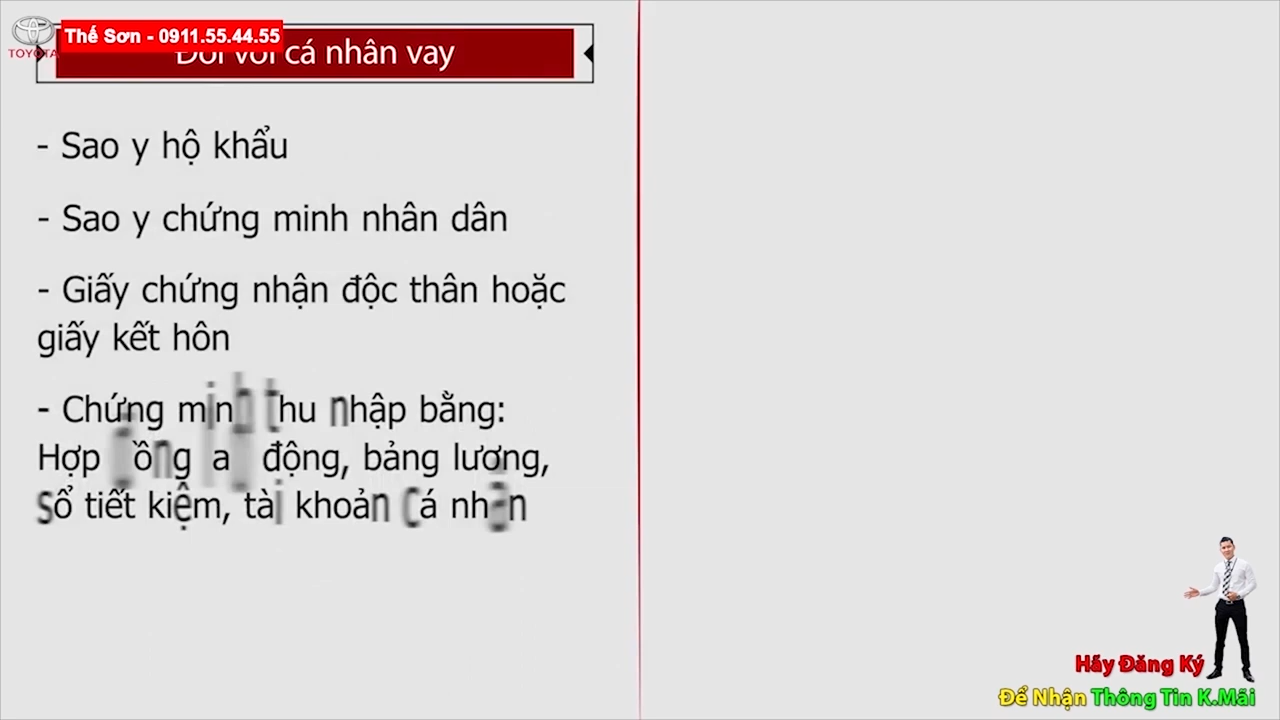 TOYOTA
Thế Sơn - 0911.55.44.55
Đối với cá nhân vay
- Sao y hộ khẩu
- Sao y chứng minh nhân dân
- Giấy chứng nhận độc thân hoặc
giấy kết hôn
- Chứng minh thu nhập bằng:
Hợp đồng lao động, bảng lương,
sổ tiết kiệm, tài khoản cá nhân
Hãy Đăng Ký
Để Nhận Thông Tin K.Mãi